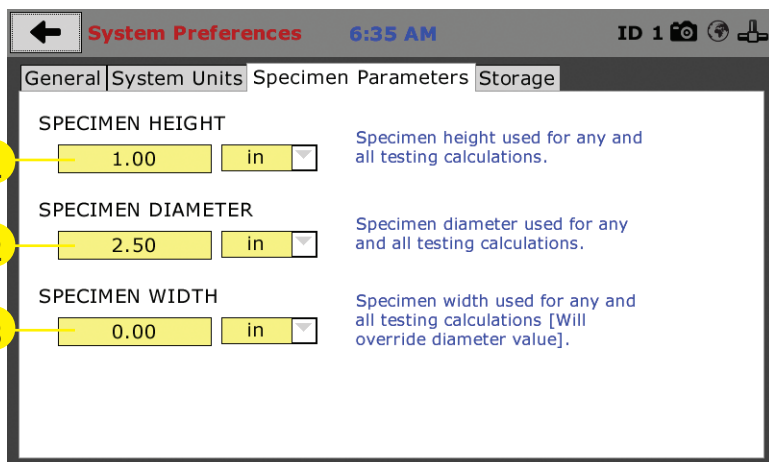 System Preferences 6:35 AM ID 1
General System Units Specimen Parameters Storage
SPECIMEN HEIGHT
1.00 in
Specimen height used for any and
all testing calculations.
SPECIMEN DIAMETER
2.50 in
Specimen diameter used for any
and all testing calculations.
SPECIMEN WIDTH
0.00 in
Specimen width used for any and
all testing calculations [Will
override diameter value].